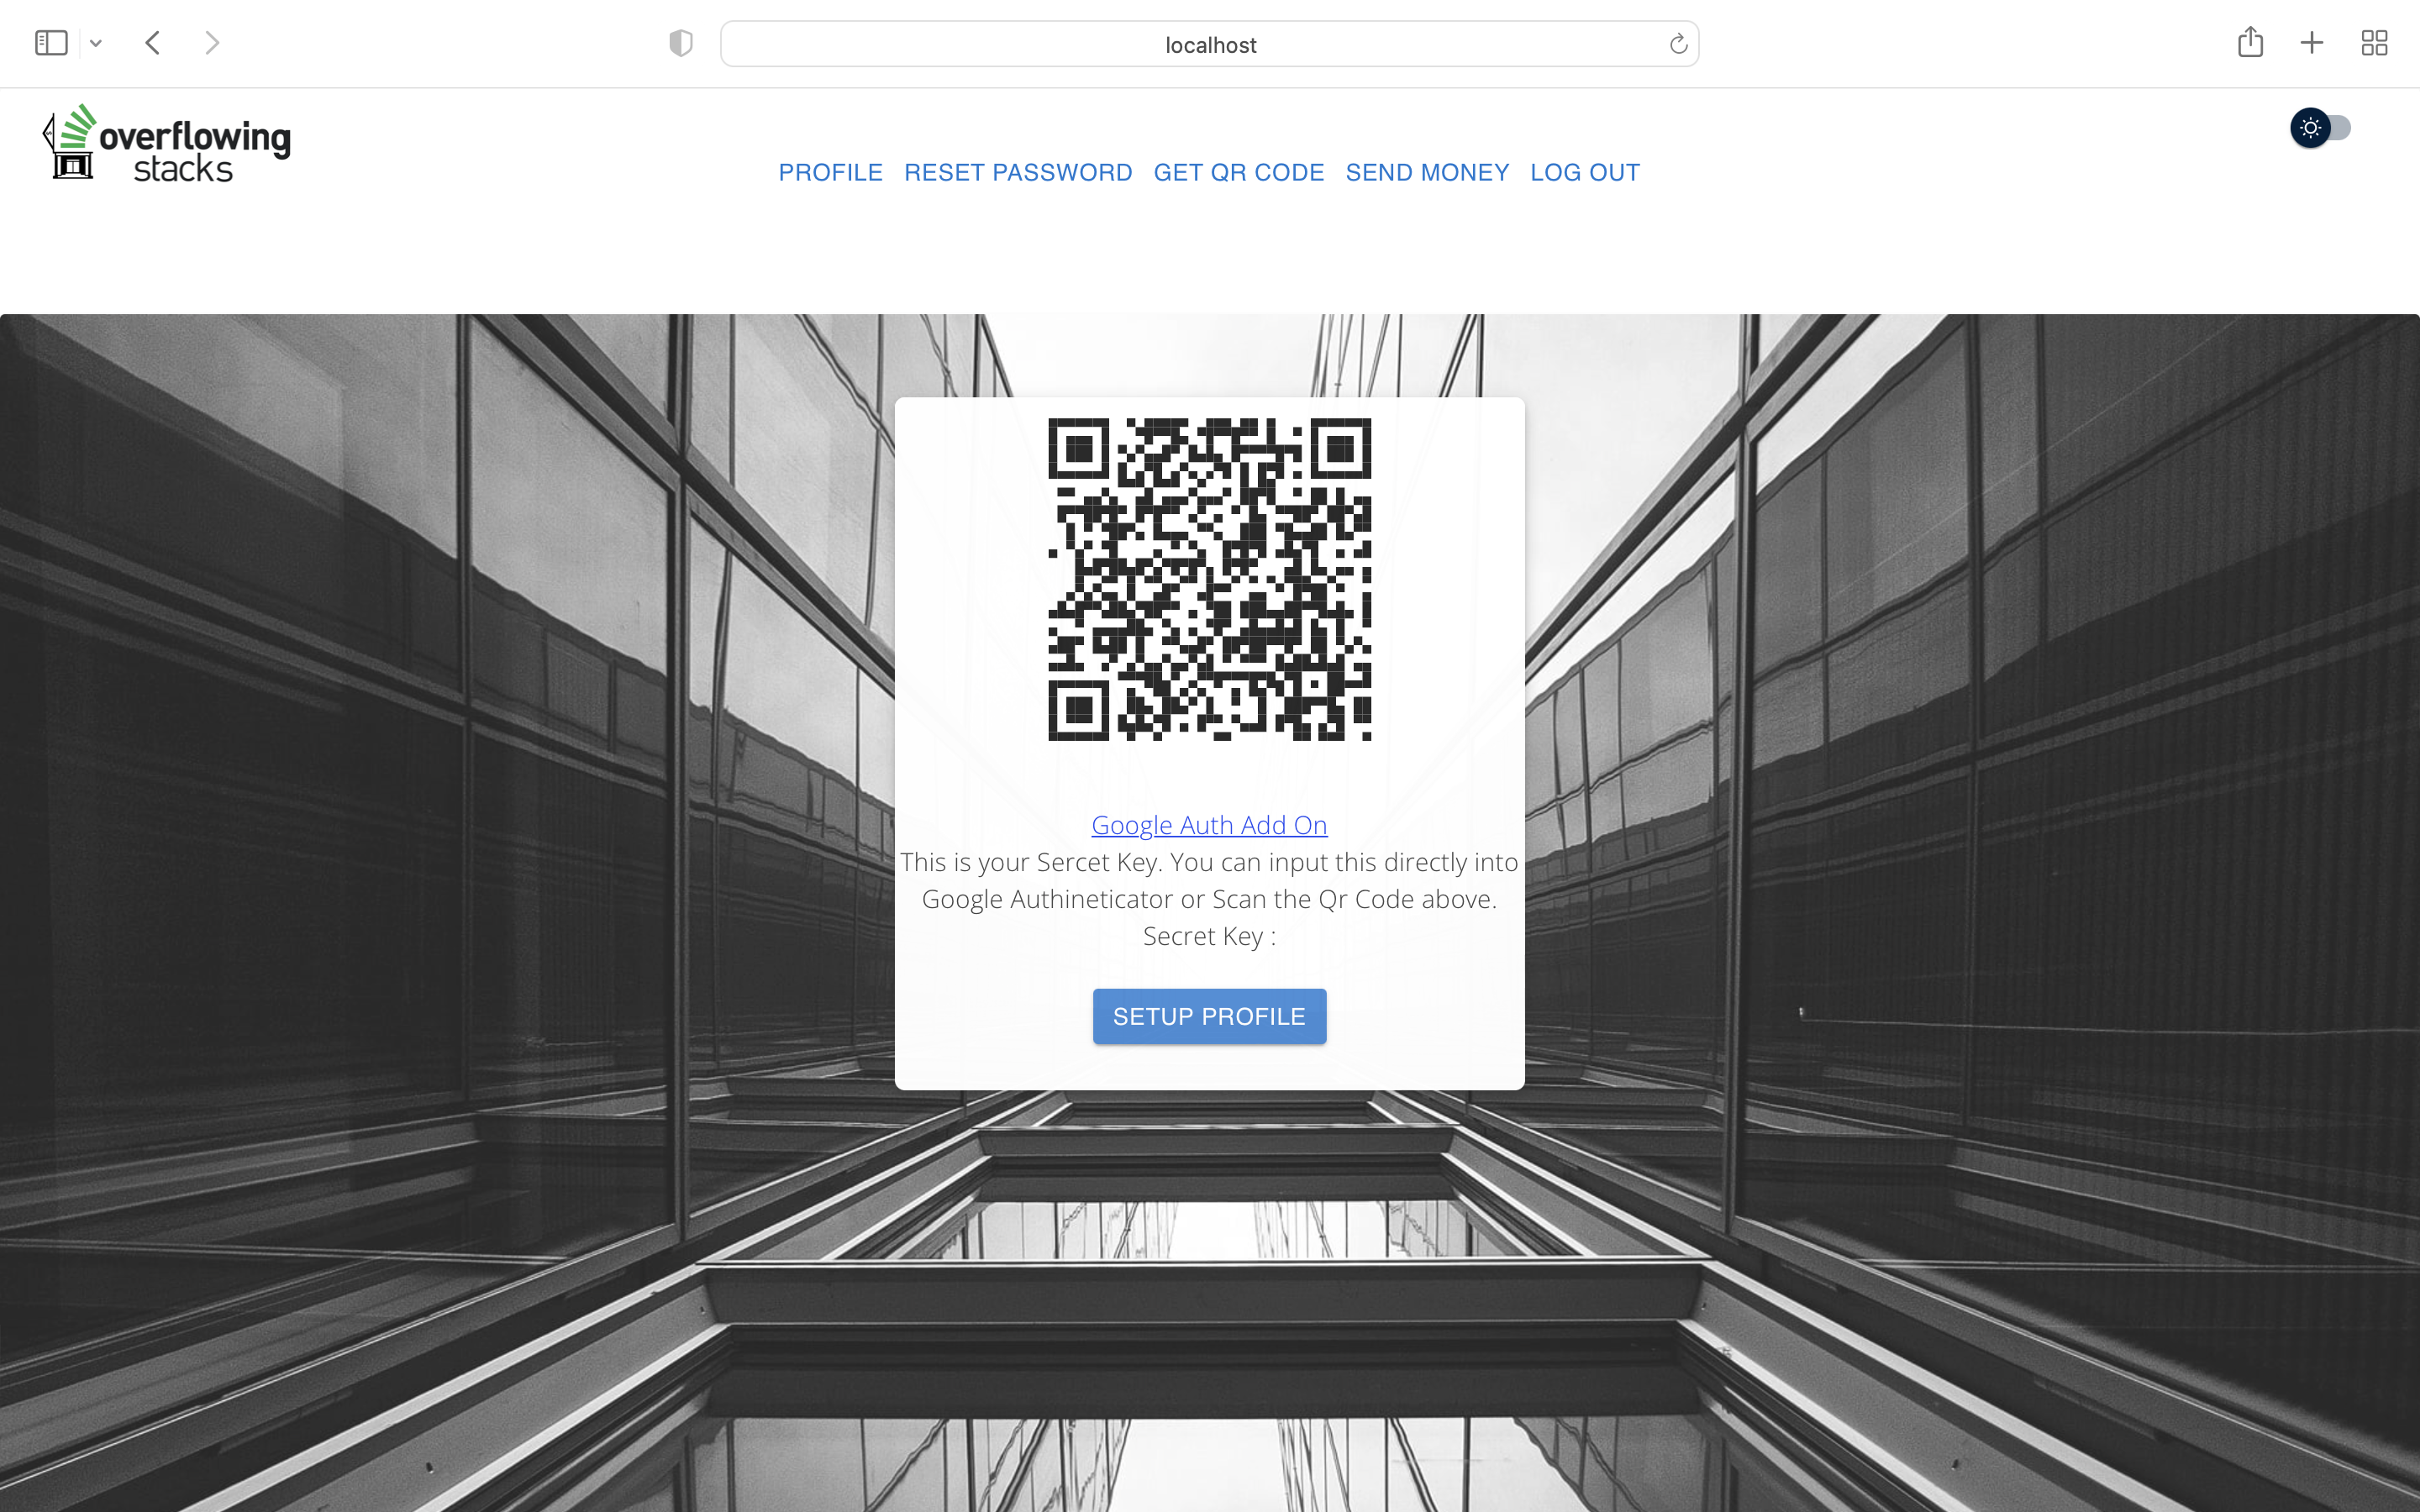 localhost
overflowing
stacks
PROFILE RESET PASSWORD GET QR CODE SEND MONEY LOG OUT
Google Auth Add On
This is your Sercet Key. You can input this directly into
Google Authineticator or Scan the Qr Code above.
Secret Key :
SETUP PROFILE